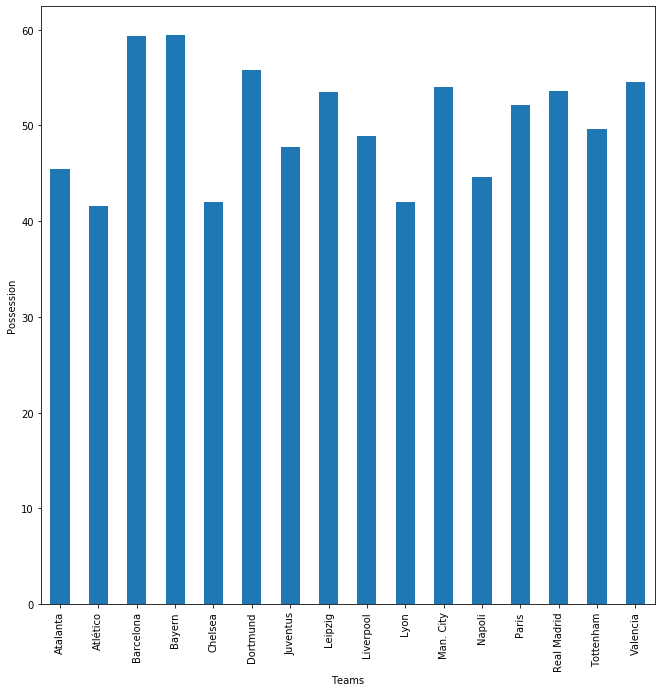 60
50
40
30
20
10
0
Possession
Atalanta
Atlético
Barcelona
Bayern
Chelsea
Dortmund
Juventus
Leipzig
Liverpool
Lyon
Man. City
Napoli
Paris
Real Madrid
Tottenham
Valencia
Teams